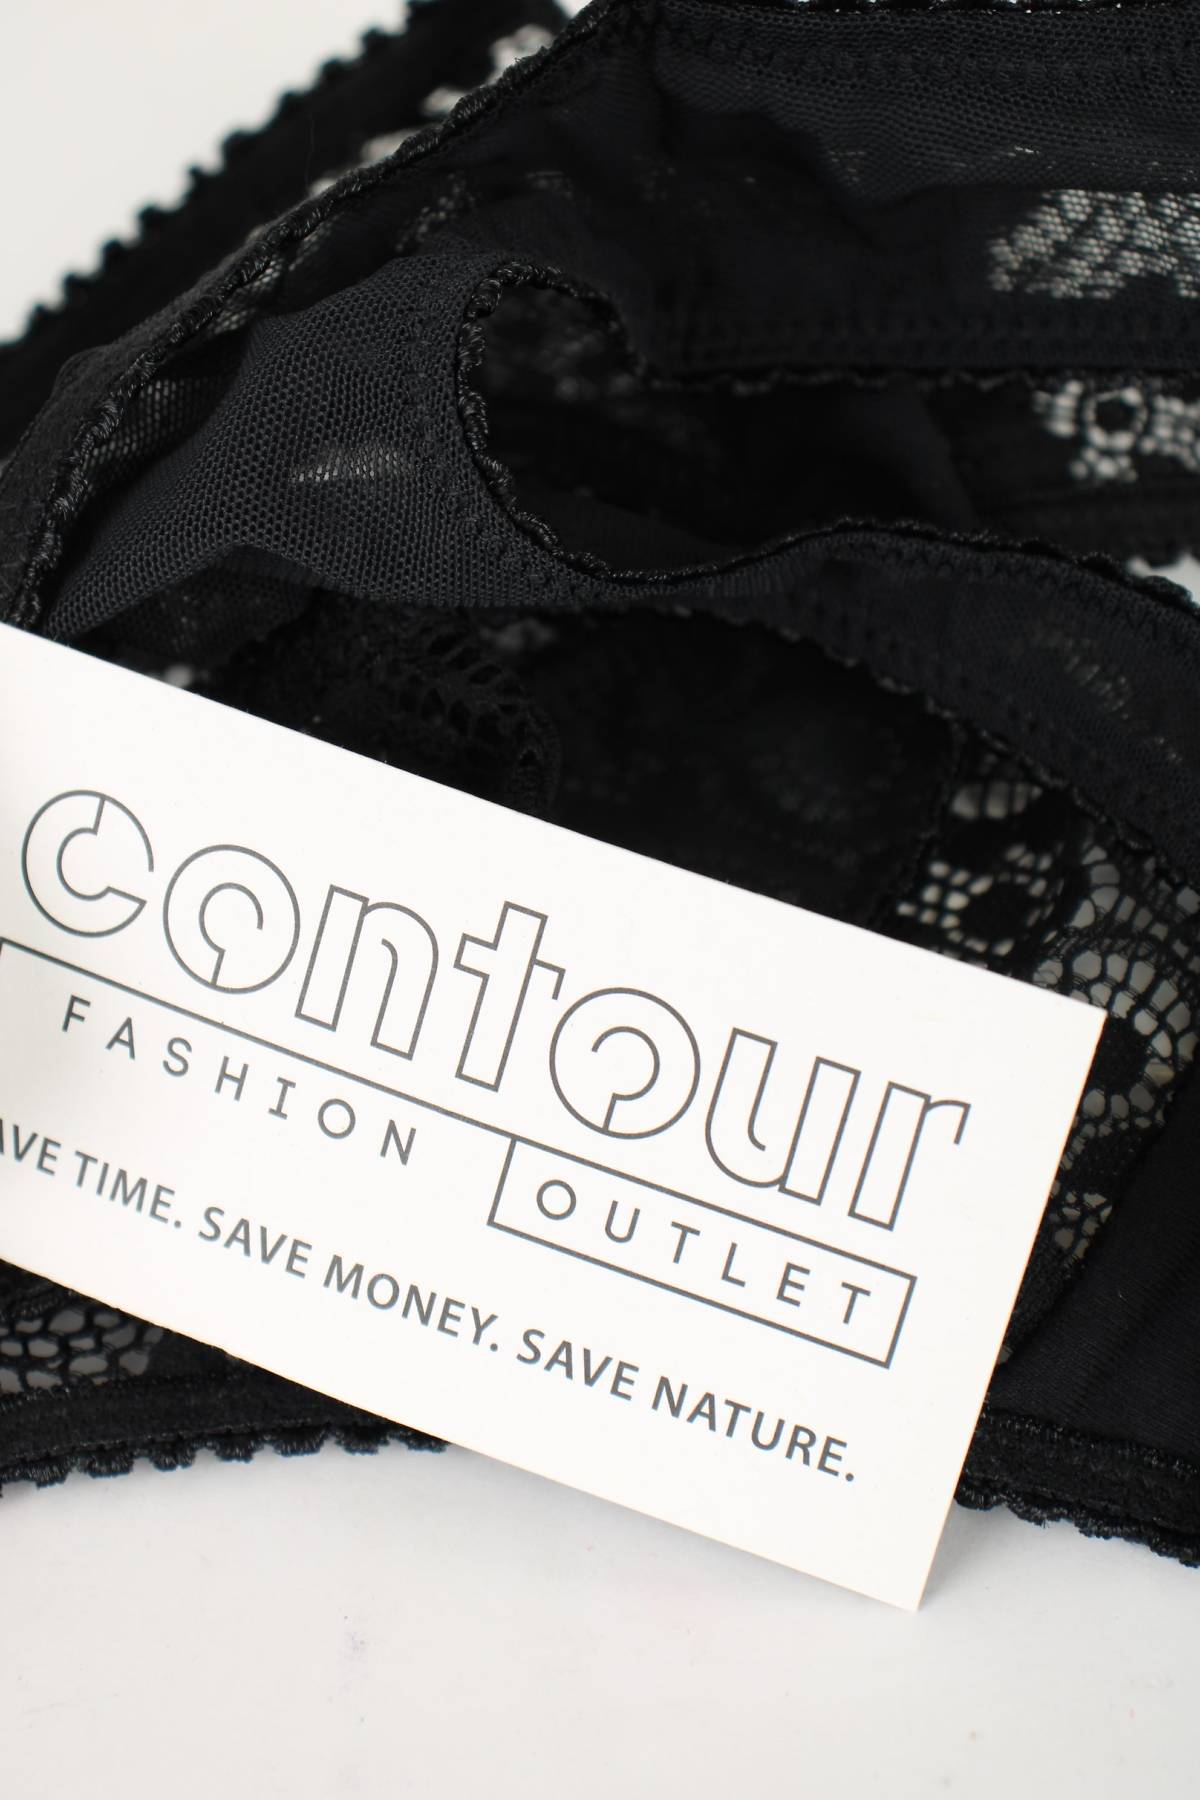 contour
FASHION OUTLET
AVE TIME. SAVE MONEY. SAVE NATURE.